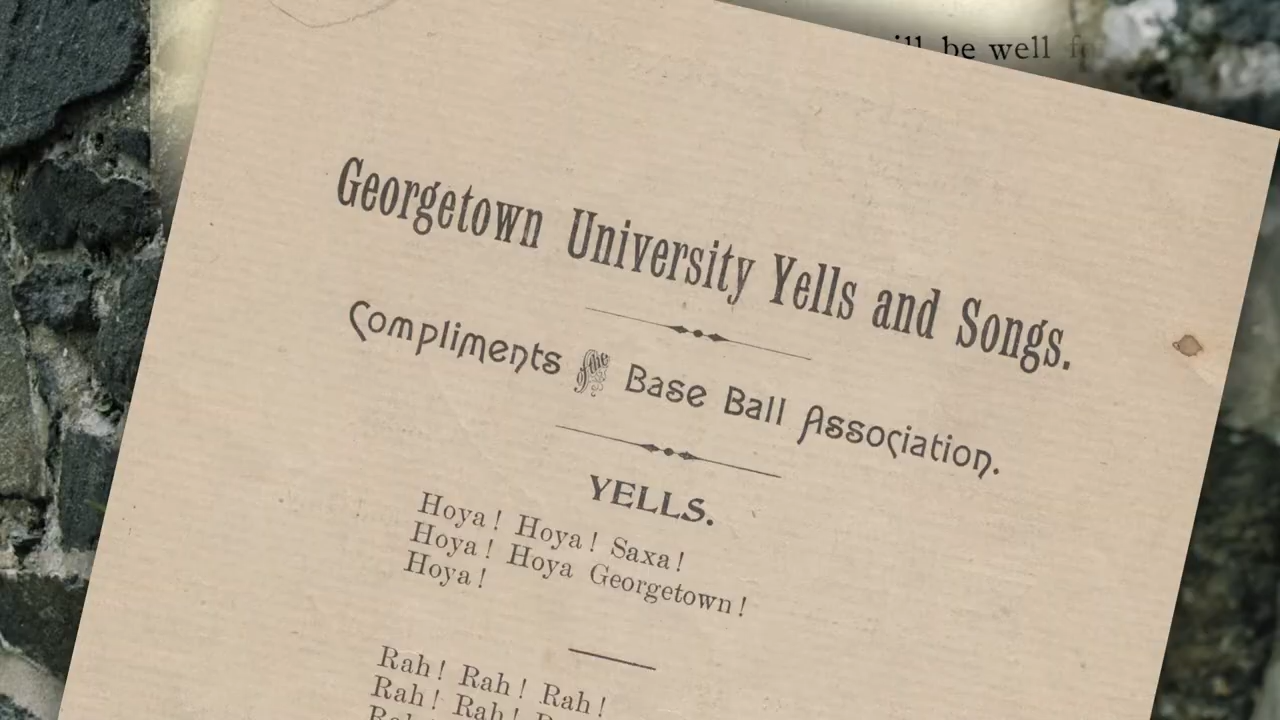 be well
Georgetown University Yells and Songs.
Compliments of the Base Ball Association.
YELLS.
Hoya! Hoya! Saxa!
Hoya! Hoya Georgetown!
Hoya!
Rah! Rah! Rah!
Rah! Rah!